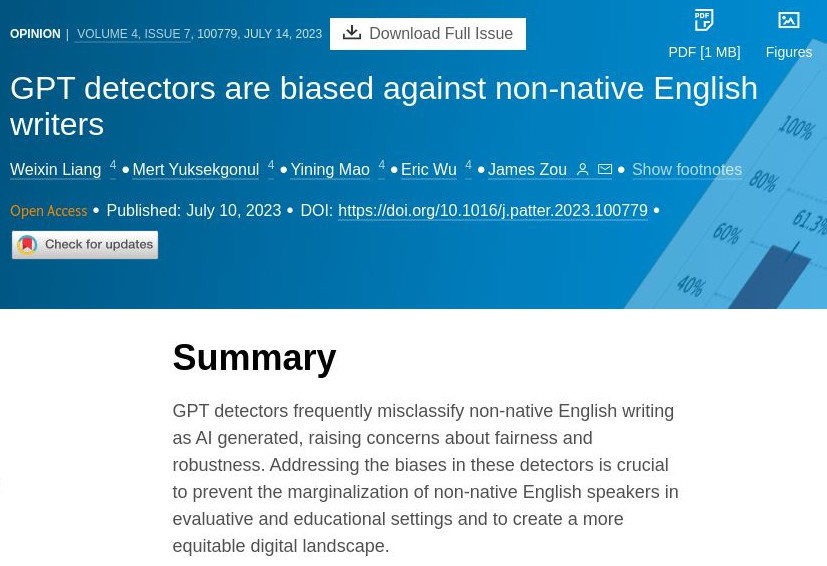 OPINION | VOLUME 4, ISSUE 7, 100779, JULY 14, 2023 Download Full Issue
PDF [1 MB] Figures
GPT detectors are biased against non-native English
writers
Weixin Liang 4 • Mert Yuksekgonul 4 • Yining Mao 4 • Eric Wu 4 • James Zou • Show footnotes
Open Access • Published: July 10, 2023 • DOI: https://doi.org/10.1016/j.patter.2023.100779 •
Check for updates
100%
80%
61.3%
60%
40%
Summary
GPT detectors frequently misclassify non-native English writing
as AI generated, raising concerns about fairness and
robustness. Addressing the biases in these detectors is crucial
to prevent the marginalization of non-native English speakers in
evaluative and educational settings and to create a more
equitable digital landscape.